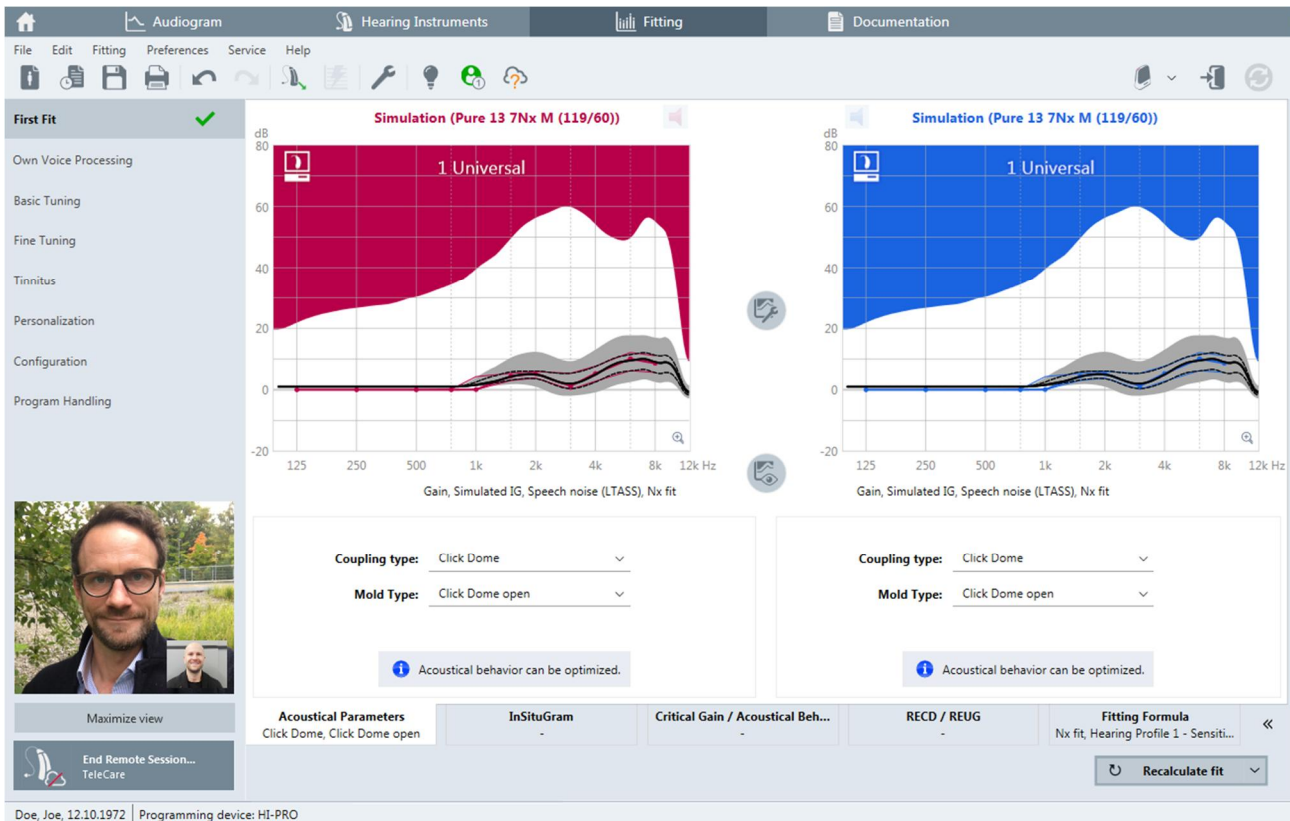 Audiogram
Hearing Instruments
Fitting
Documentation
File Edit Fitting Preferences Service Help
1
First Fit
Own Voice Processing
Basic Tuning
Fine Tuning
Tinnitus
Personalization
Configuration
Program Handling
Maximize view
End Remote Session...
TeleCare
Simulation (Pure 13 7Nx M (119/60))
dB
80
60
40
20
0
-20
1 Universal
125 250 500 1k 2k 4k 8k 12k Hz
Gain, Simulated IG, Speech noise (LTASS), Nx fit
Simulation (Pure 13 7Nx M (119/60))
dB
80
60
40
20
0
-20
1 Universal
125 250 500 1k 2k 4k 8k 12k Hz
Gain, Simulated IG, Speech noise (LTASS), Nx fit
Coupling type: Click Dome
Mold Type: Click Dome open
Acoustical behavior can be optimized.
Coupling type: Click Dome
Mold Type: Click Dome open
Acoustical behavior can be optimized.
Acoustical Parameters
Click Dome, Click Dome open
InSituGram
-
Critical Gain / Acoustical Beh...
-
RECD / REUG
-
Fitting Formula
Nx fit, Hearing Profile 1 - Sensiti...
«
Recalculate fit
Doe, Joe, 12.10.1972 | Programming device: HI-PRO